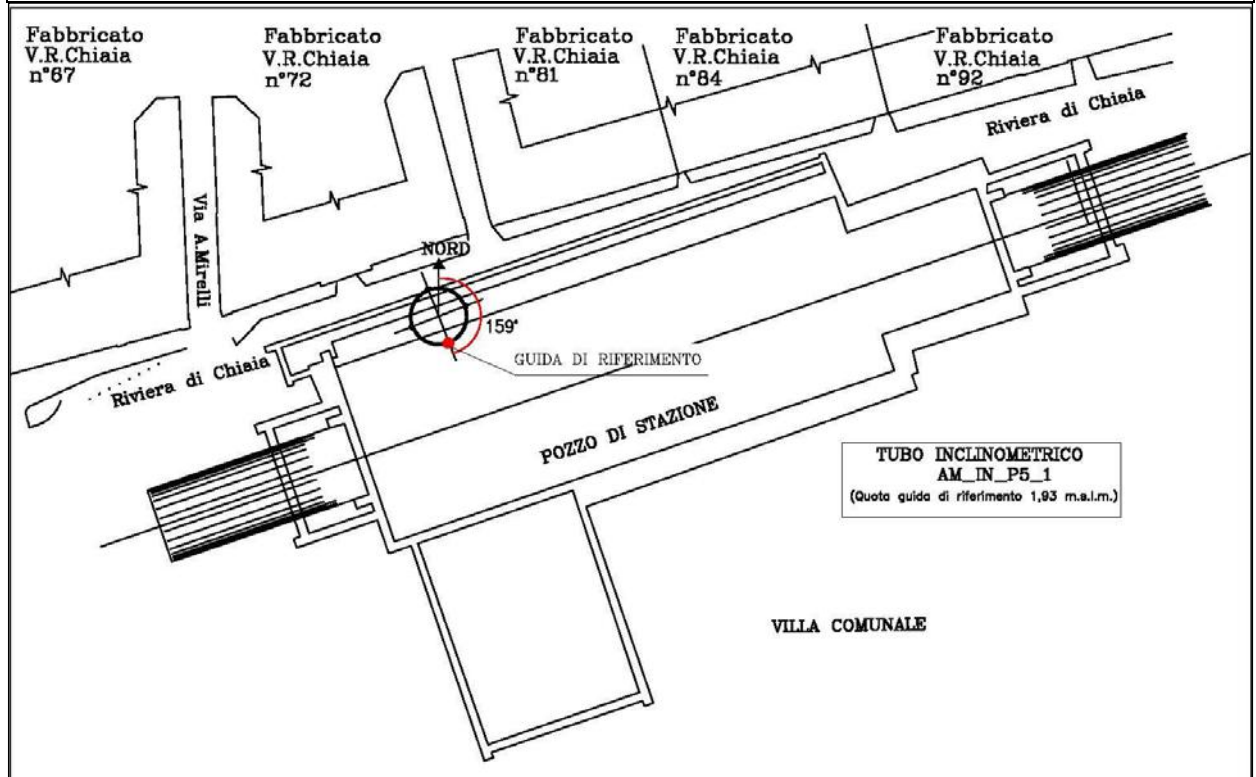 Fabbricato
V.R.Chiaia
n°67
Fabbricato
V.R.Chiaia
n°72
Fabbricato
V.R.Chiaia
n°81
Fabbricato
V.R.Chiaia
n°84
Fabbricato
V.R.Chiaia
n°92
Riviera di Chiaia
Via A.Mirelli
NORD
159°
GUIDA DI RIFERIMENTO
Riviera di Chiaia
POZZO DI STAZIONE
TUBO INCLINOMETRICO
AM_IN_P5_1
(Quota guida di riferimento 1,93 m.s.l.m.)
VILLA COMUNALE